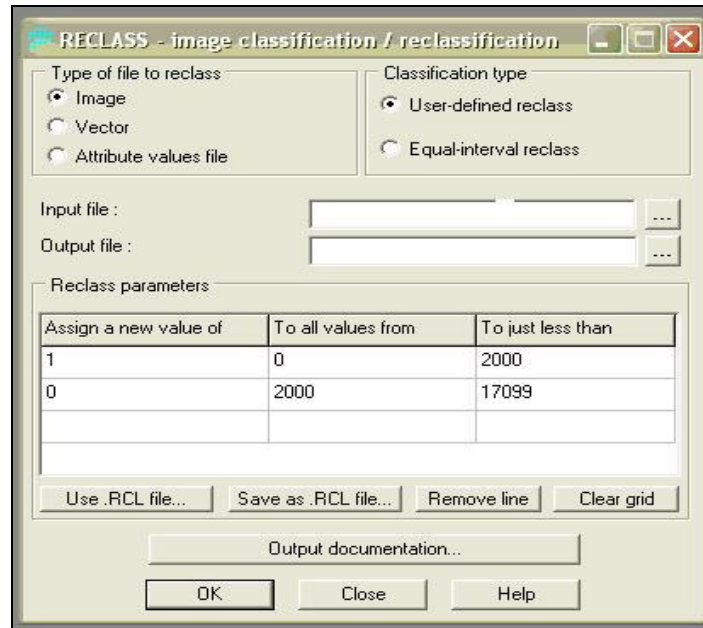 RECLASS - image classification / reclassification
Type of file to reclass
Image
Vector
Attribute values file
Classification type
User-defined reclass
Equal-interval reclass
Input file :
...
Output file :
...
Reclass parameters
Assign a new value of To all values from To just less than
1 0 2000
0 2000 17099
Use .RCL file... Save as .RCL file... Remove line Clear grid
Output documentation...
OK Close Help